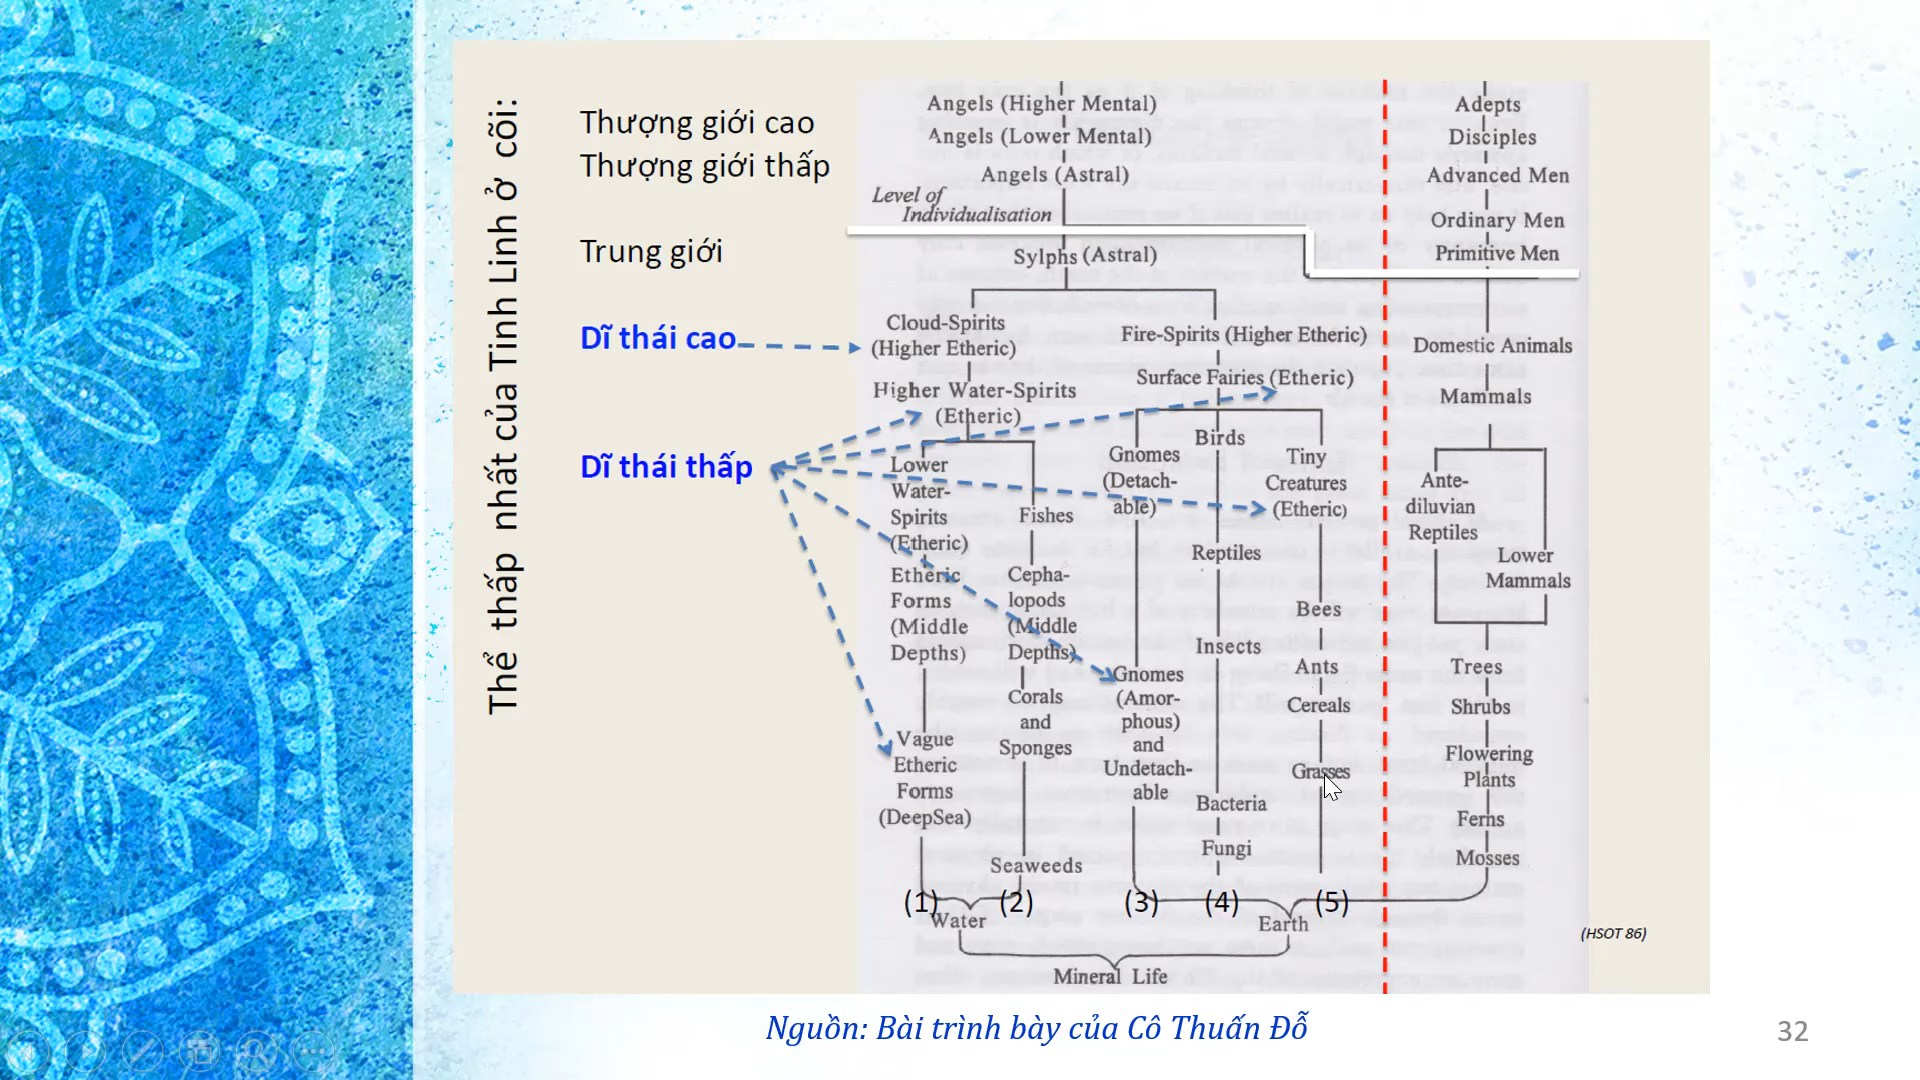 Thể thấp nhất của Tinh Linh ở cõi:
Thượng giới cao
Thượng giới thấp
Trung giới
Dĩ thái cao
Dĩ thái thấp
Angels (Higher Mental)
Angels (Lower Mental)
Angels (Astral)
Level of
Individualisation
Sylphs (Astral)
Cloud-Spirits
(Higher Etheric)
Higher Water-Spirits
(Etheric)
Lower
Water-
Spirits
(Etheric)
Etheric
Forms
(Middle
Depths)
Vague
Etheric
Forms
(DeepSea)
Fishes
Cepha-
lopods
(Middle
Depths)
Corals
and
Sponges
Seaweeds
Fire-Spirits (Higher Etheric)
Surface Fairies (Etheric)
Gnomes
(Detach-
able)
Gnomes
(Amor-
phous)
and
Undetach-
able
Birds
Reptiles
Insects
Bacteria
Fungi
Tiny
Creatures
(Etheric)
Bees
Ants
Cereals
Grasses
Adepts
Disciples
Advanced Men
Ordinary Men
Primitive Men
Domestic Animals
Mammals
Ante-
diluvian
Reptiles
Lower
Mammals
Trees
Shrubs
Flowering
Plants
Ferns
Mosses
(1) (2) (3) (4) (5)
Water
Earth
Mineral Life
(HSOT 86)
Nguồn: Bài trình bày của Cô Thuấn Đỗ
32